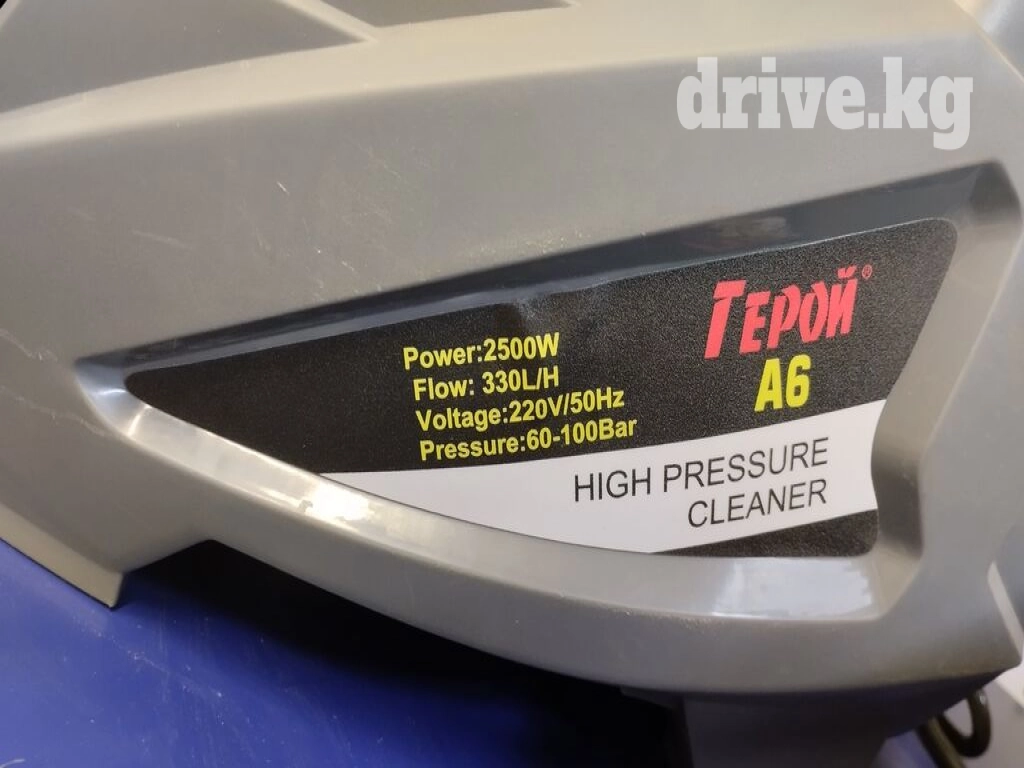 drive.kg
ГЕРОЙ®
A6
Power:2500W
Flow: 330L/H
Voltage:220V/50Hz
Pressure:60-100Bar
HIGH PRESSURE
CLEANER